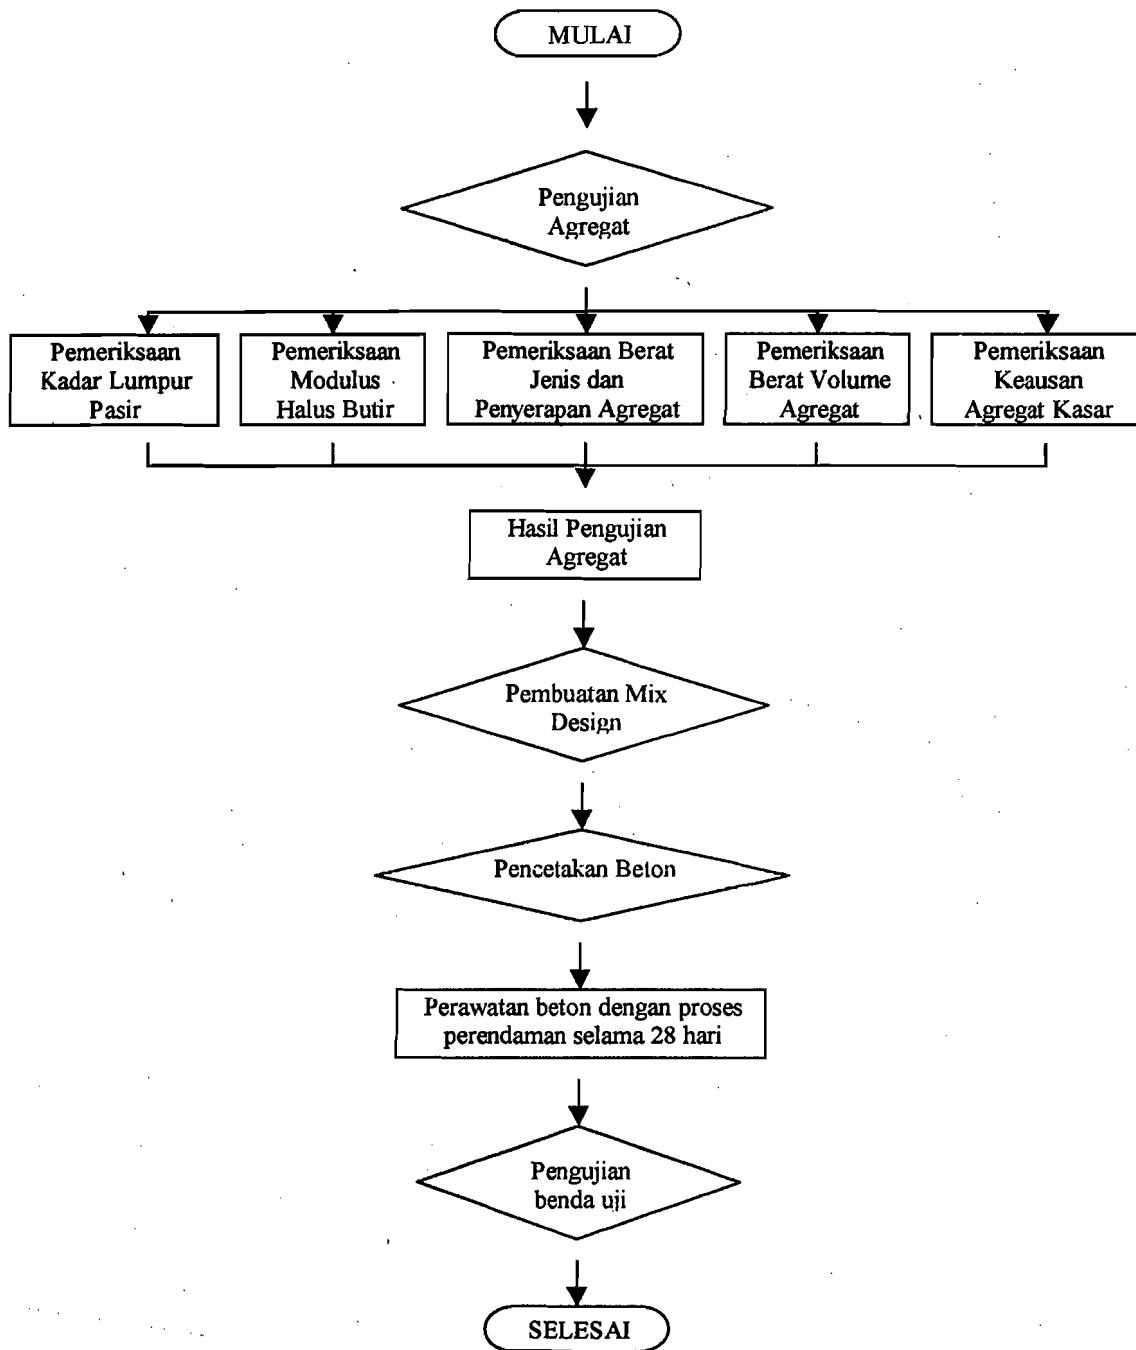 MULAI
Pengujian
Agregat
Pemeriksaan
Kadar Lumpur
Pasir
Pemeriksaan
Modulus
Halus Butir
Pemeriksaan Berat
Jenis dan
Penyerapan Agregat
Pemeriksaan
Berat Volume
Agregat
Pemeriksaan
Keausan
Agregat Kasar
Hasil Pengujian
Agregat
Pembuatan Mix
Design
Pencetakan Beton
Perawatan beton dengan proses
perendaman selama 28 hari
Pengujian
benda uji
SELESAI